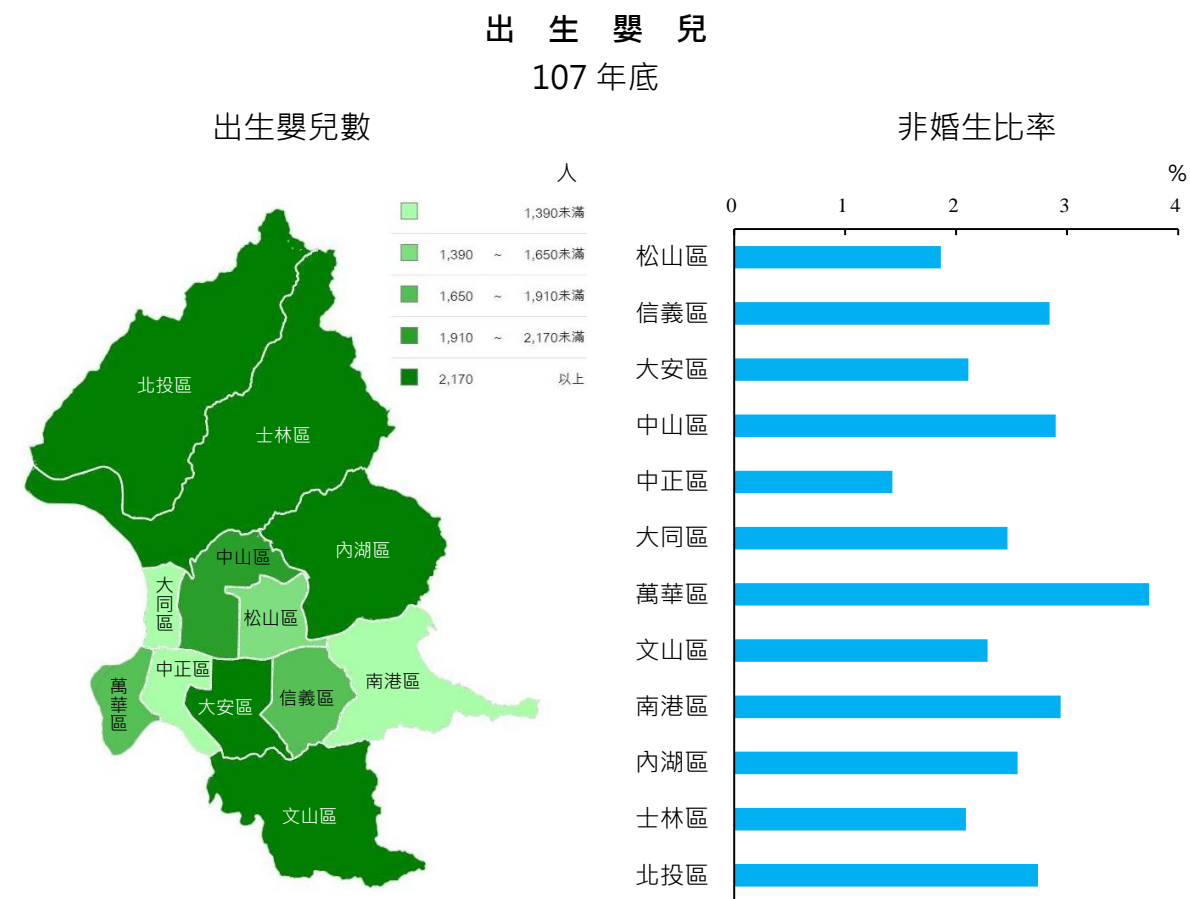 出 生 嬰 兒
107 年底
出生嬰兒數
人
1,390未滿
1,390 ~ 1,650未滿
1,650 ~ 1,910未滿
1,910 ~ 2,170未滿
2,170 以上
北投區
士林區
內湖區
中山區
大同區
松山區
中正區
萬華區
大安區
信義區
南港區
文山區
非婚生比率
%
0 1 2 3 4
松山區
信義區
大安區
中山區
中正區
大同區
萬華區
文山區
南港區
內湖區
士林區
北投區